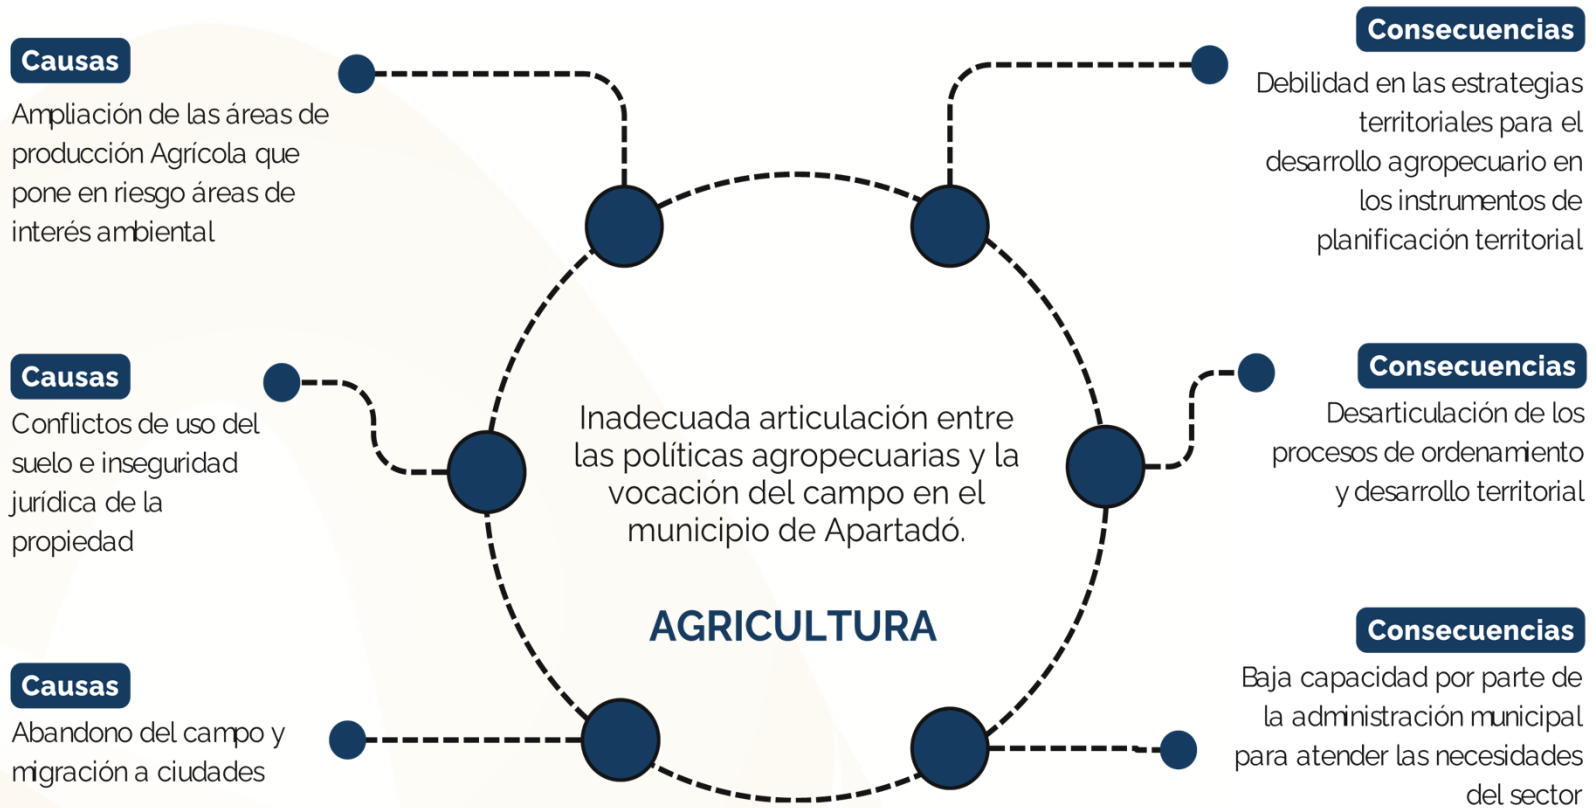 Causas
Ampliación de las áreas de
producción Agrícola que
pone en riesgo áreas de
interés ambiental
Causas
Conflictos de uso del
suelo e inseguridad
jurídica de la
propiedad
Causas
Abandono del campo y
migración a ciudades
Inadecuada articulación entre
las políticas agropecuarias y la
vocación del campo en el
municipio de Apartadó.
AGRICULTURA
Consecuencias
Debilidad en las estrategias
territoriales para el
desarrollo agropecuario en
los instrumentos de
planificación territorial
Consecuencias
Desarticulación de los
procesos de ordenamiento
y desarrollo territorial
Consecuencias
Baja capacidad por parte de
la administración municipal
para atender las necesidades
del sector